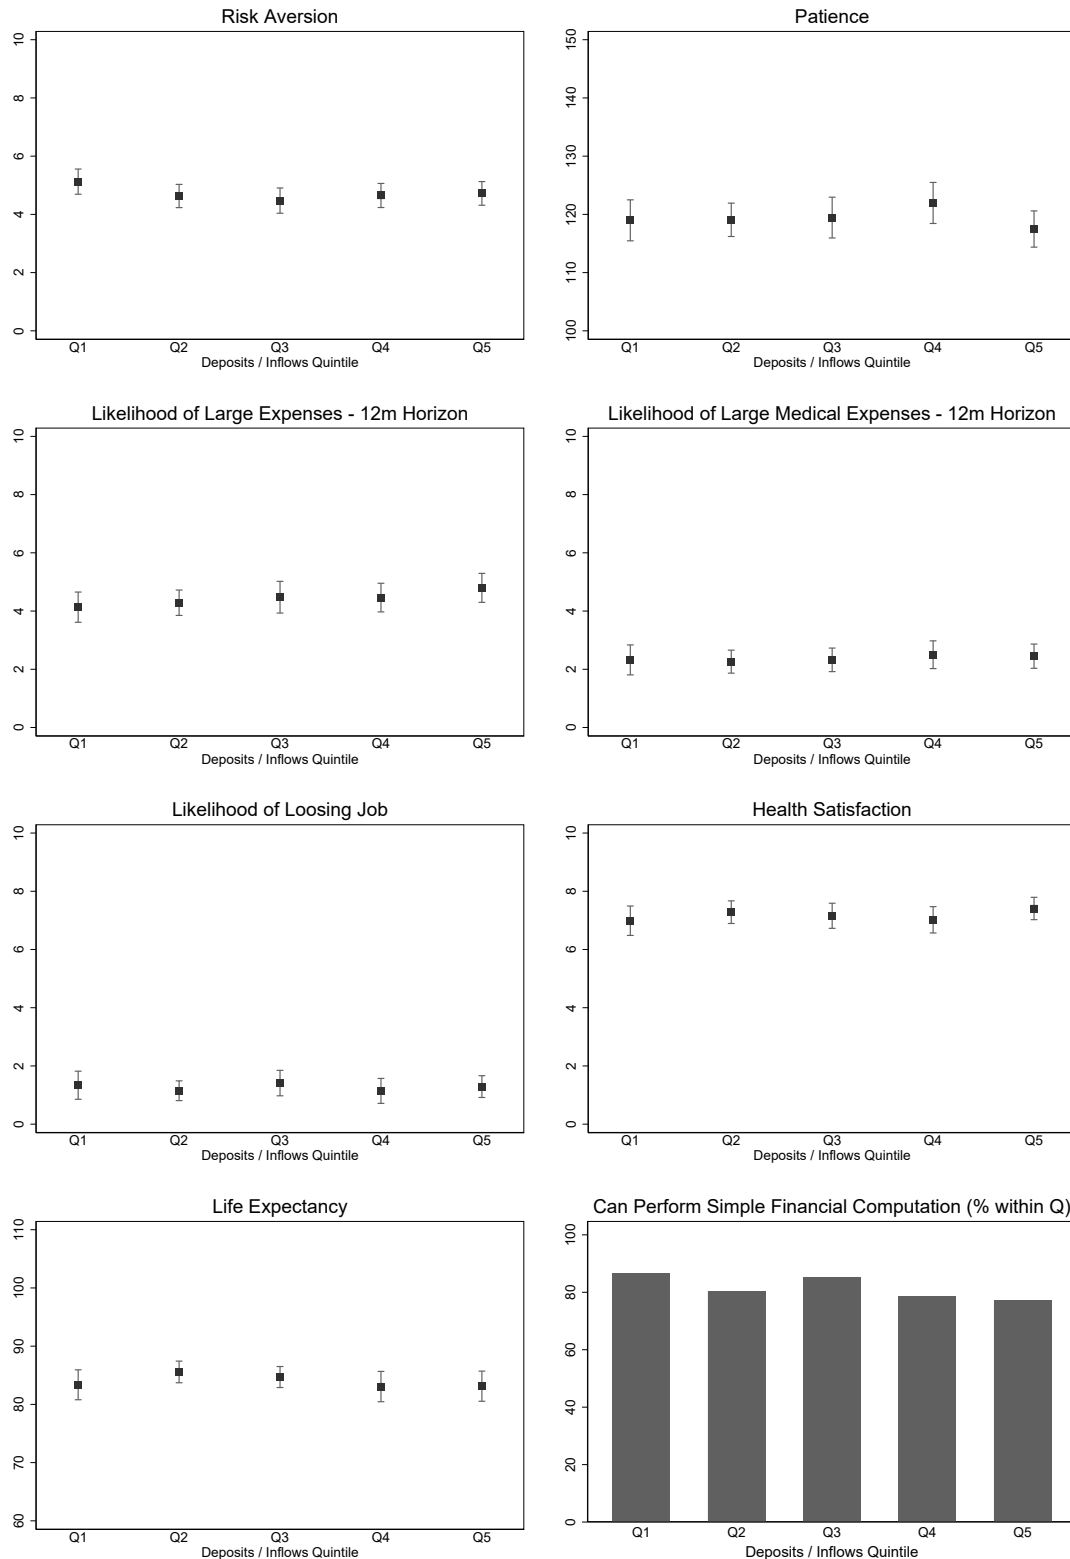 Risk Aversion
10
8
6
4
2
0
Q1 Q2 Q3 Q4 Q5
Deposits / Inflows Quintile
Patience
150
140
130
120
110
100
Q1 Q2 Q3 Q4 Q5
Deposits / Inflows Quintile
Likelihood of Large Expenses - 12m Horizon
10
8
6
4
2
0
Q1 Q2 Q3 Q4 Q5
Deposits / Inflows Quintile
Likelihood of Large Medical Expenses - 12m Horizon
10
8
6
4
2
0
Q1 Q2 Q3 Q4 Q5
Deposits / Inflows Quintile
Likelihood of Loosing Job
10
8
6
4
2
0
Q1 Q2 Q3 Q4 Q5
Deposits / Inflows Quintile
Health Satisfaction
10
8
6
4
2
0
Q1 Q2 Q3 Q4 Q5
Deposits / Inflows Quintile
Life Expectancy
110
100
90
80
70
60
Q1 Q2 Q3 Q4 Q5
Deposits / Inflows Quintile
Can Perform Simple Financial Computation (% within Q)
100
80
60
40
20
0
Q1 Q2 Q3 Q4 Q5
Deposits / Inflows Quintile